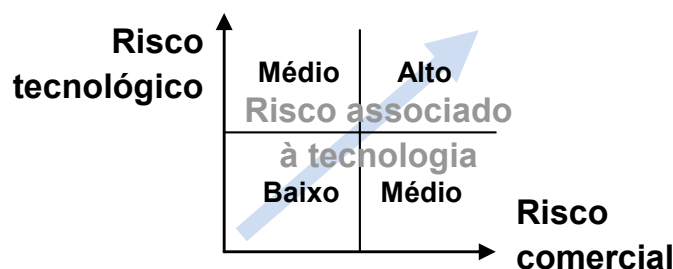 Risco
tecnológico
Médio Alto
Risco associado
à tecnologia
Baixo Médio
Risco
comercial